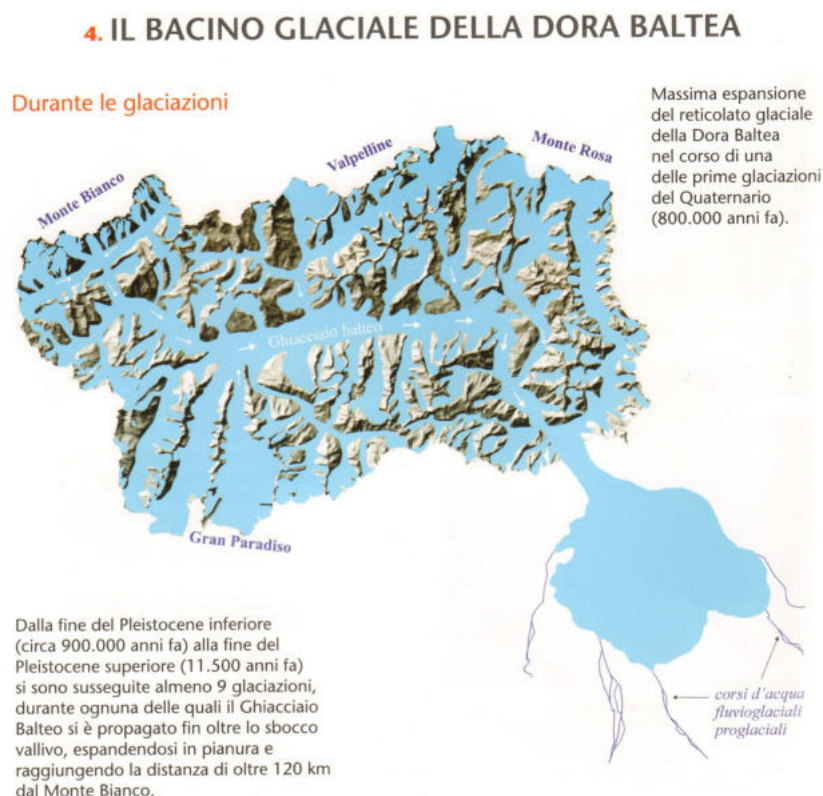 4. IL BACINO GLACIALE DELLA DORA BALTEA
Durante le glaciazioni
Massima espansione
del reticolato glaciale
della Dora Baltea
nel corso di una
delle prime glaciazioni
del Quaternario
(800.000 anni fa).
Monte Bianco
Valpelline
Monte Rosa
Ghiacciaio balteo
Gran Paradiso
Dalla fine del Pleistocene inferiore
(circa 900.000 anni fa) alla fine del
Pleistocene superiore (11.500 anni fa)
si sono susseguite almeno 9 glaciazioni,
durante ognuna delle quali il Ghiacciaio
Balteo si è propagato fin oltre lo sbocco
vallivo, espandendosi in pianura e
raggiungendo la distanza di oltre 120 km
dal Monte Bianco.
corsi d'acqua
fluvioglaciali
proglaciali